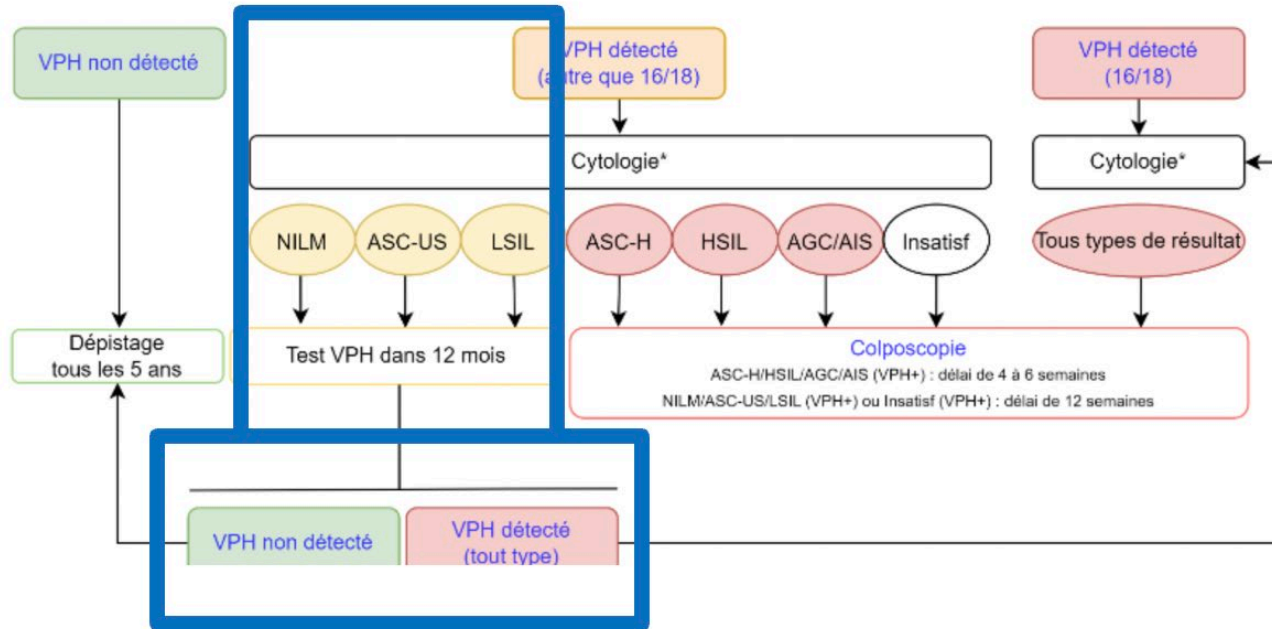 VPH non détecté
VPH détecté
(autre que 16/18)
VPH détecté
(16/18)
Cytologie*
Cytologie*
NILM
ASC-US
LSIL
ASC-H
HSIL
AGC/AIS
Insatisf
Tous types de résultat
Dépistage
tous les 5 ans
Test VPH dans 12 mois
Colposcopie
ASC-H/HSIL/AGC/AIS (VPH+) : délai de 4 à 6 semaines
NILM/ASC-US/LSIL (VPH+) ou Insatisf (VPH+) : délai de 12 semaines
VPH non détecté
VPH détecté
(tout type)